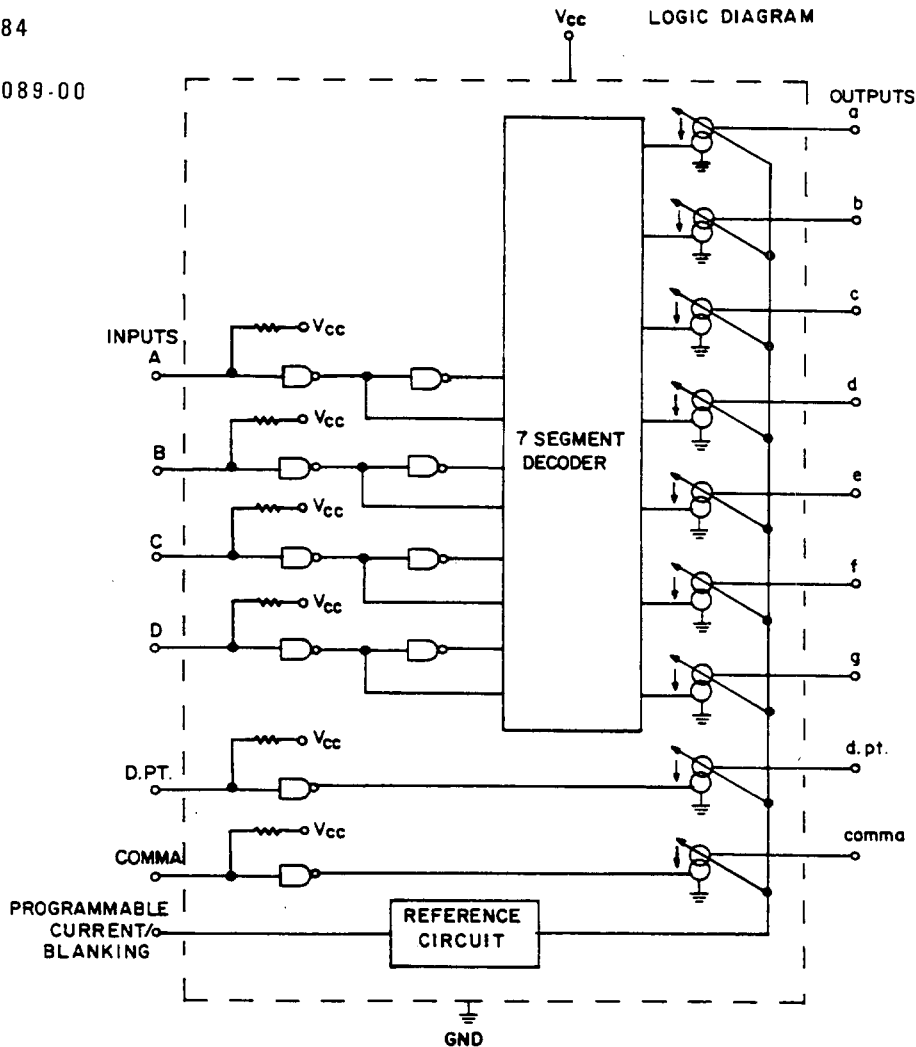 84
089-00
Vcc
LOGIC DIAGRAM
OUTPUTS
a
b
c
d
e
f
g
d.pt.
comma
INPUTS
A
Vcc
B
Vcc
C
Vcc
D
Vcc
D.PT.
Vcc
COMMA
Vcc
7 SEGMENT
DECODER
PROGRAMMABLE
CURRENT/
BLANKING
REFERENCE
CIRCUIT
GND